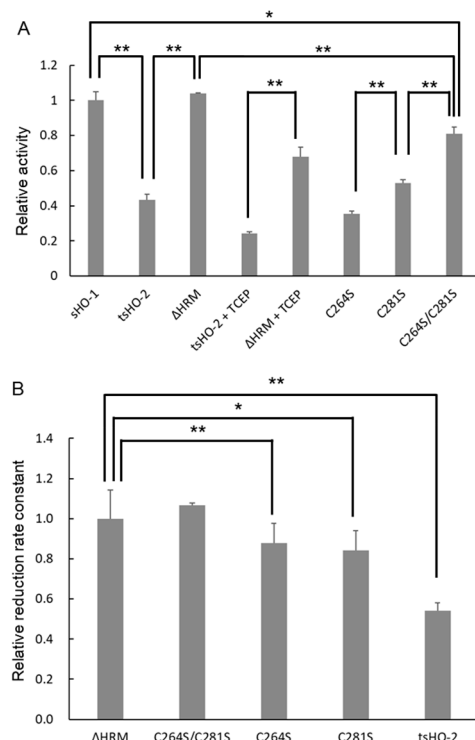 A
*
** ** **
** ** **
1.2
1
0.8
0.6
0.4
0.2
0
Relative activity
sHO-1
tsHO-2
ΔHRM
tsHO-2 + TCEP
ΔHRM + TCEP
C264S
C281S
C264S/C281S
B
**
*
**
1.4
1.2
1.0
0.8
0.6
0.4
0.2
0.0
Relative reduction rate constant
ΔHRM C264S/C281S C264S C281S tsHO-2